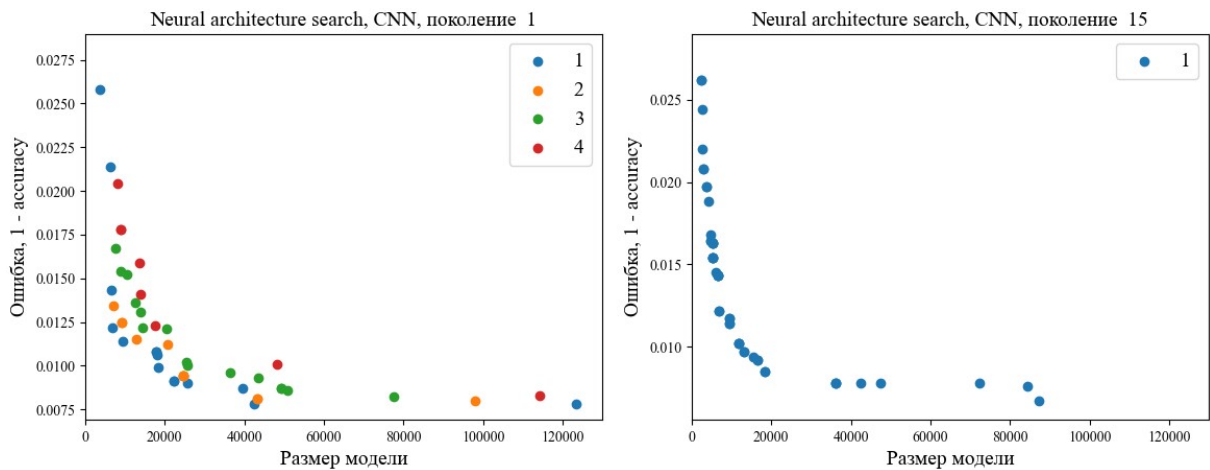 Neural architecture search, CNN, поколение 1
Ошибка, 1 - accuracy
0.0275
0.0250
0.0225
0.0200
0.0175
0.0150
0.0125
0.0100
0.0075
1
2
3
4
0 20000 40000 60000 80000 100000 120000
Размер модели
Neural architecture search, CNN, поколение 15
Ошибка, 1 - accuracy
0.025
0.020
0.015
0.010
1
0 20000 40000 60000 80000 100000 120000
Размер модели